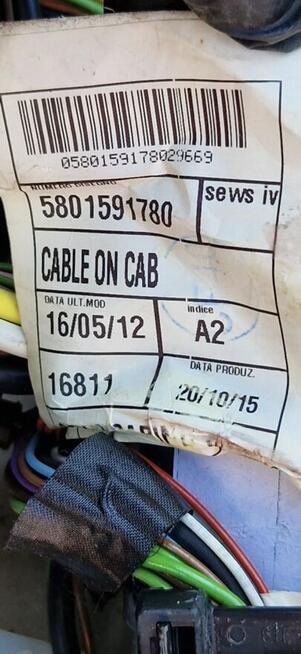 0580159178029669
5801591780
sews iv
CABLE ON CAB
DATA ULT.MOD
16/05/12
indice
A2
16811
DATA PRODUZ.
20/10/15